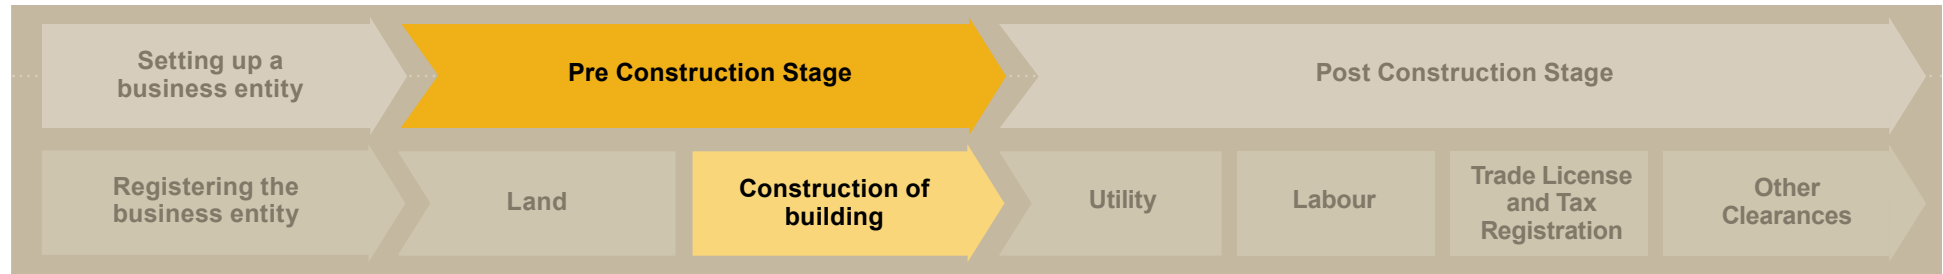 Setting up a
business entity
Pre Construction Stage
Post Construction Stage
Registering the
business entity
Land
Construction of
building
Utility
Labour
Trade License
and Tax
Registration
Other
Clearances